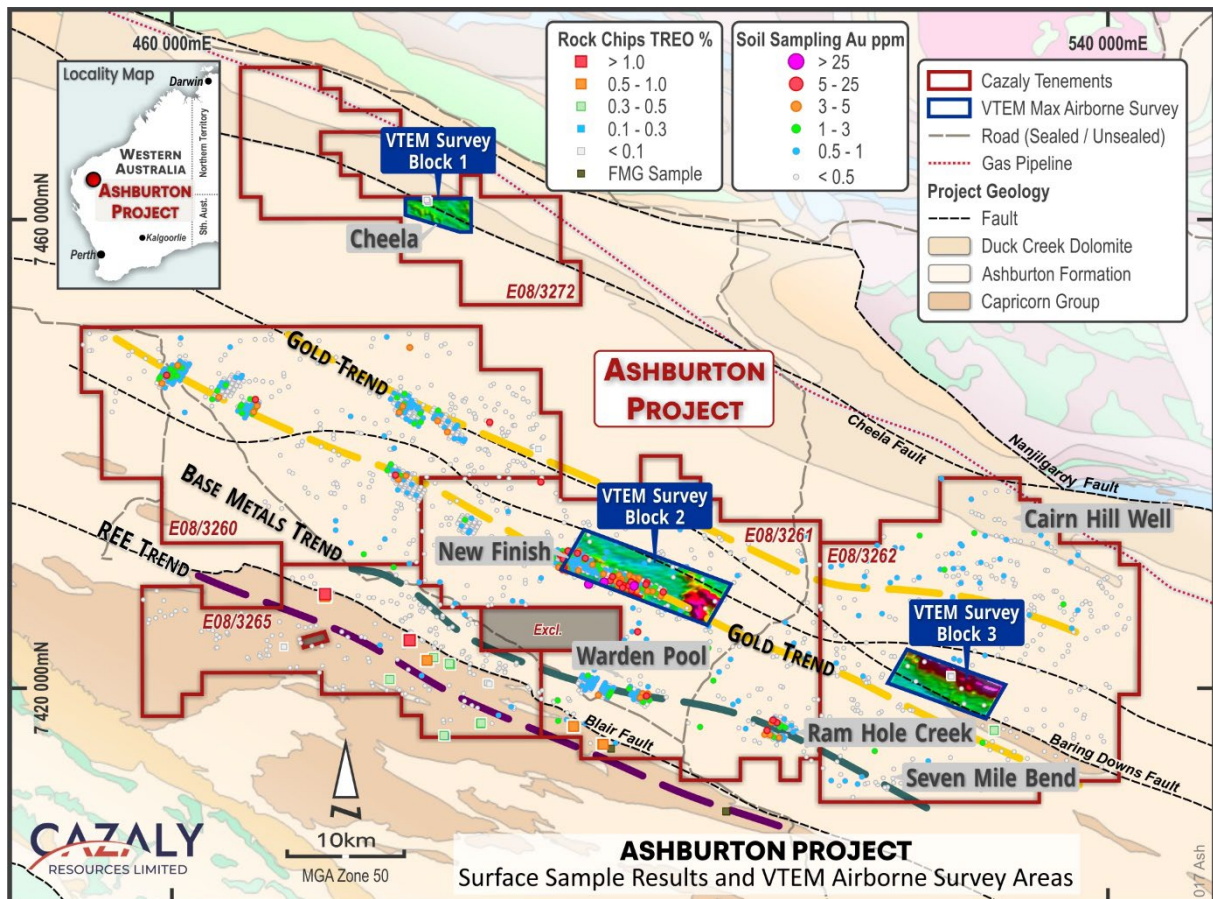 460 000mE
540 000mE
7 460 000mN
7 420 000mN
Locality Map
Darwin
WESTERN
AUSTRALIA
Northern Territory
ASHBURTON
PROJECT
Sth. Aust.
Kalgoorlie
Perth
Rock Chips TREO %
> 1.0
0.5 - 1.0
0.3 - 0.5
0.1 - 0.3
< 0.1
FMG Sample
Soil Sampling Au ppm
> 25
5 - 25
3 - 5
1 - 3
0.5 - 1
< 0.5
Cazaly Tenements
VTEM Max Airborne Survey
Road (Sealed / Unsealed)
Gas Pipeline
Project Geology
Fault
Duck Creek Dolomite
Ashburton Formation
Capricorn Group
VTEM Survey
Block 1
Cheela
E08/3272
GOLD TREND
ASHBURTON
PROJECT
Cheela Fault
Nanjilgardy Fault
BASE METALS TREND
REE TREND
E08/3260
VTEM Survey
Block 2
New Finish
E08/3261
E08/3262
Cairn Hill Well
E08/3265
Excl.
Warden Pool
GOLD TREND
VTEM Survey
Block 3
Blair Fault
Ram Hole Creek
Seven Mile Bend
Baring Downs Fault
CAZALY
RESOURCES LIMITED
N
10km
MGA Zone 50
ASHBURTON PROJECT
Surface Sample Results and VTEM Airborne Survey Areas
017 Ash